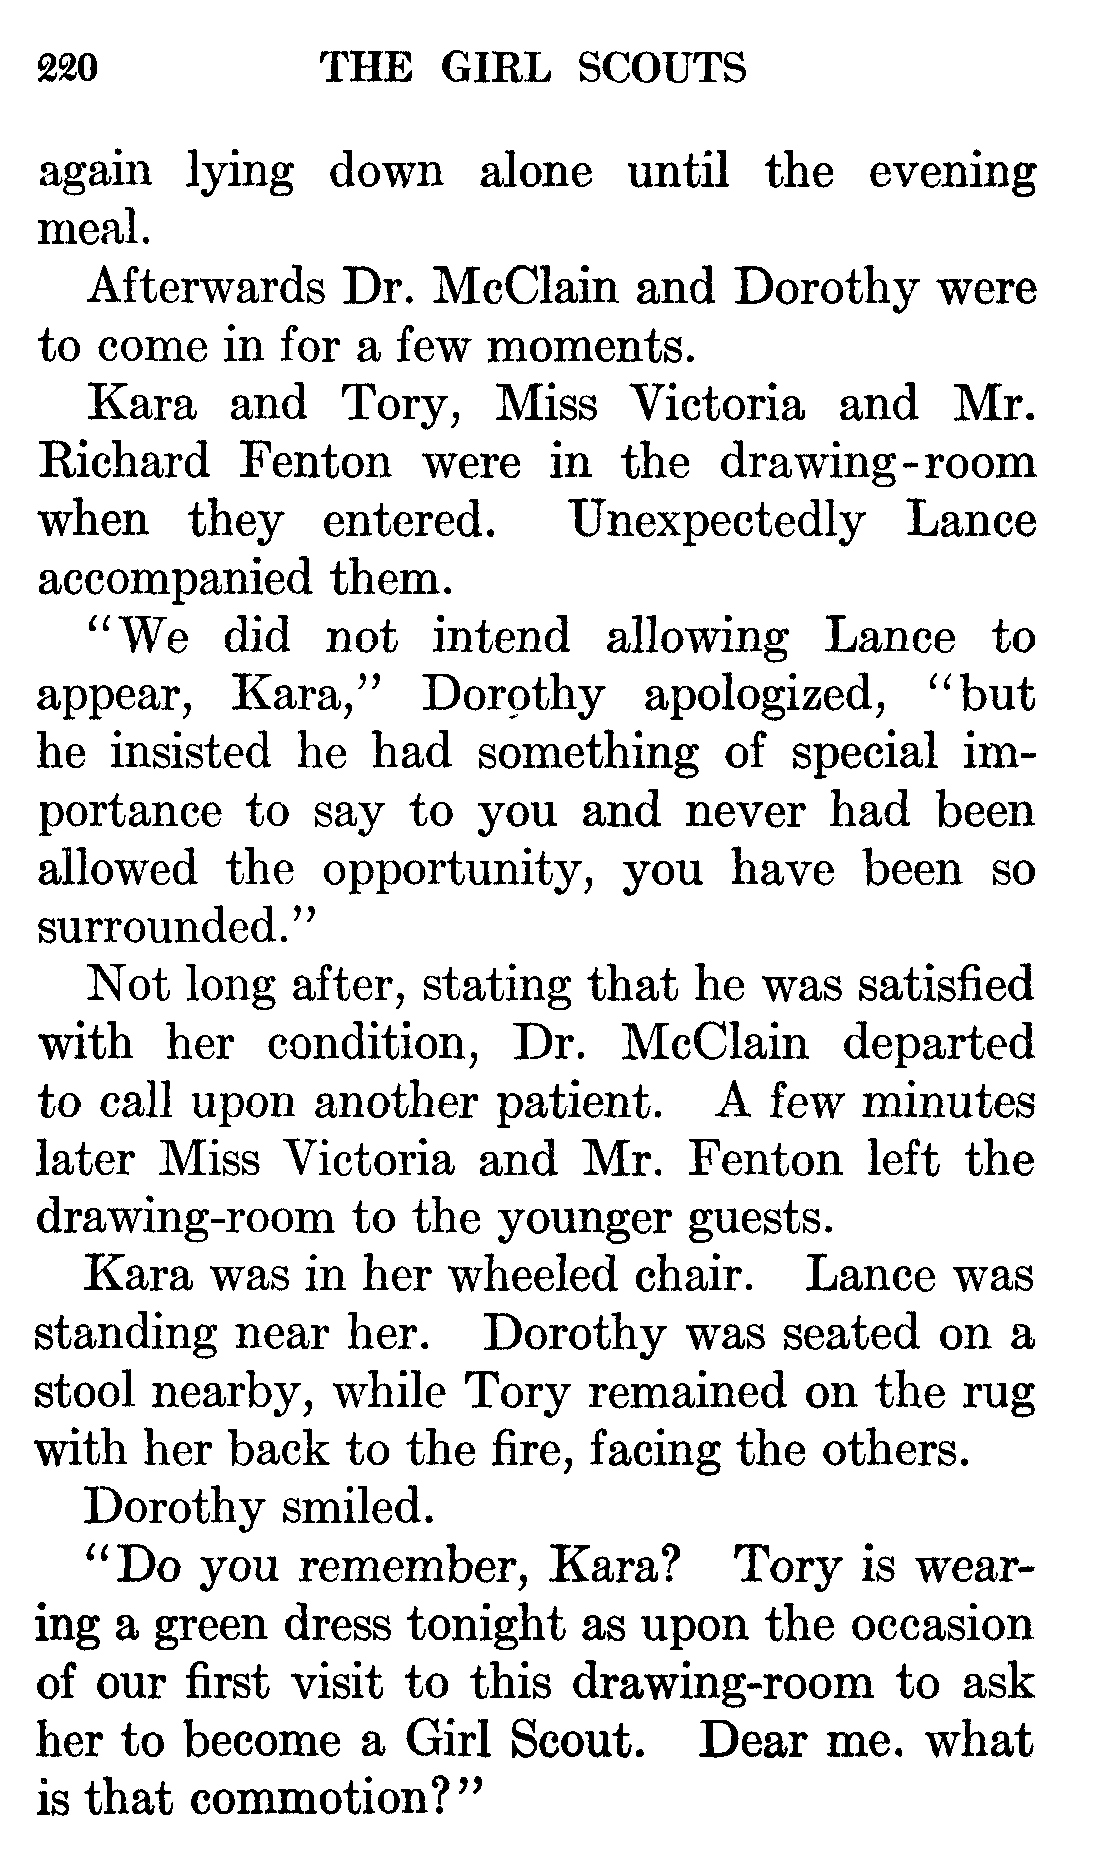 220 THE GIRL SCOUTS
again lying down alone until the evening
meal.
Afterwards Dr. McClain and Dorothy were
to come in for a few moments.
Kara and Tory, Miss Victoria and Mr.
Richard Fenton were in the drawing-room
when they entered. Unexpectedly Lance
accompanied them.
"We did not intend allowing Lance to
appear, Kara," Dorothy apologized, "but
he insisted he had something of special im-
portance to say to you and never had been
allowed the opportunity, you have been so
surrounded."
Not long after, stating that he was satisfied
with her condition, Dr. McClain departed
to call upon another patient. A few minutes
later Miss Victoria and Mr. Fenton left the
drawing-room to the younger guests.
Kara was in her wheeled chair. Lance was
standing near her. Dorothy was seated on a
stool nearby, while Tory remained on the rug
with her back to the fire, facing the others.
Dorothy smiled.
"Do you remember, Kara? Tory is wear-
ing a green dress tonight as upon the occasion
of our first visit to this drawing-room to ask
her to become a Girl Scout. Dear me. what
is that commotion?"